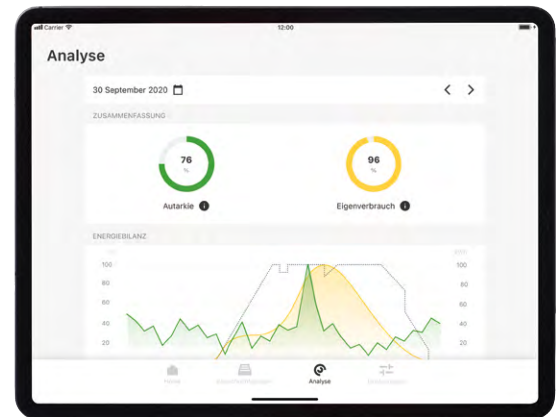 Carrier 12:00
Analyse
30 September 2020
ZUSAMMENFASSUNG
76 96
% %
Autarkie Eigenverbrauch
ENERGIEBILANZ
100 100
80 80
60 60
40 40
20 20
Home Analyse